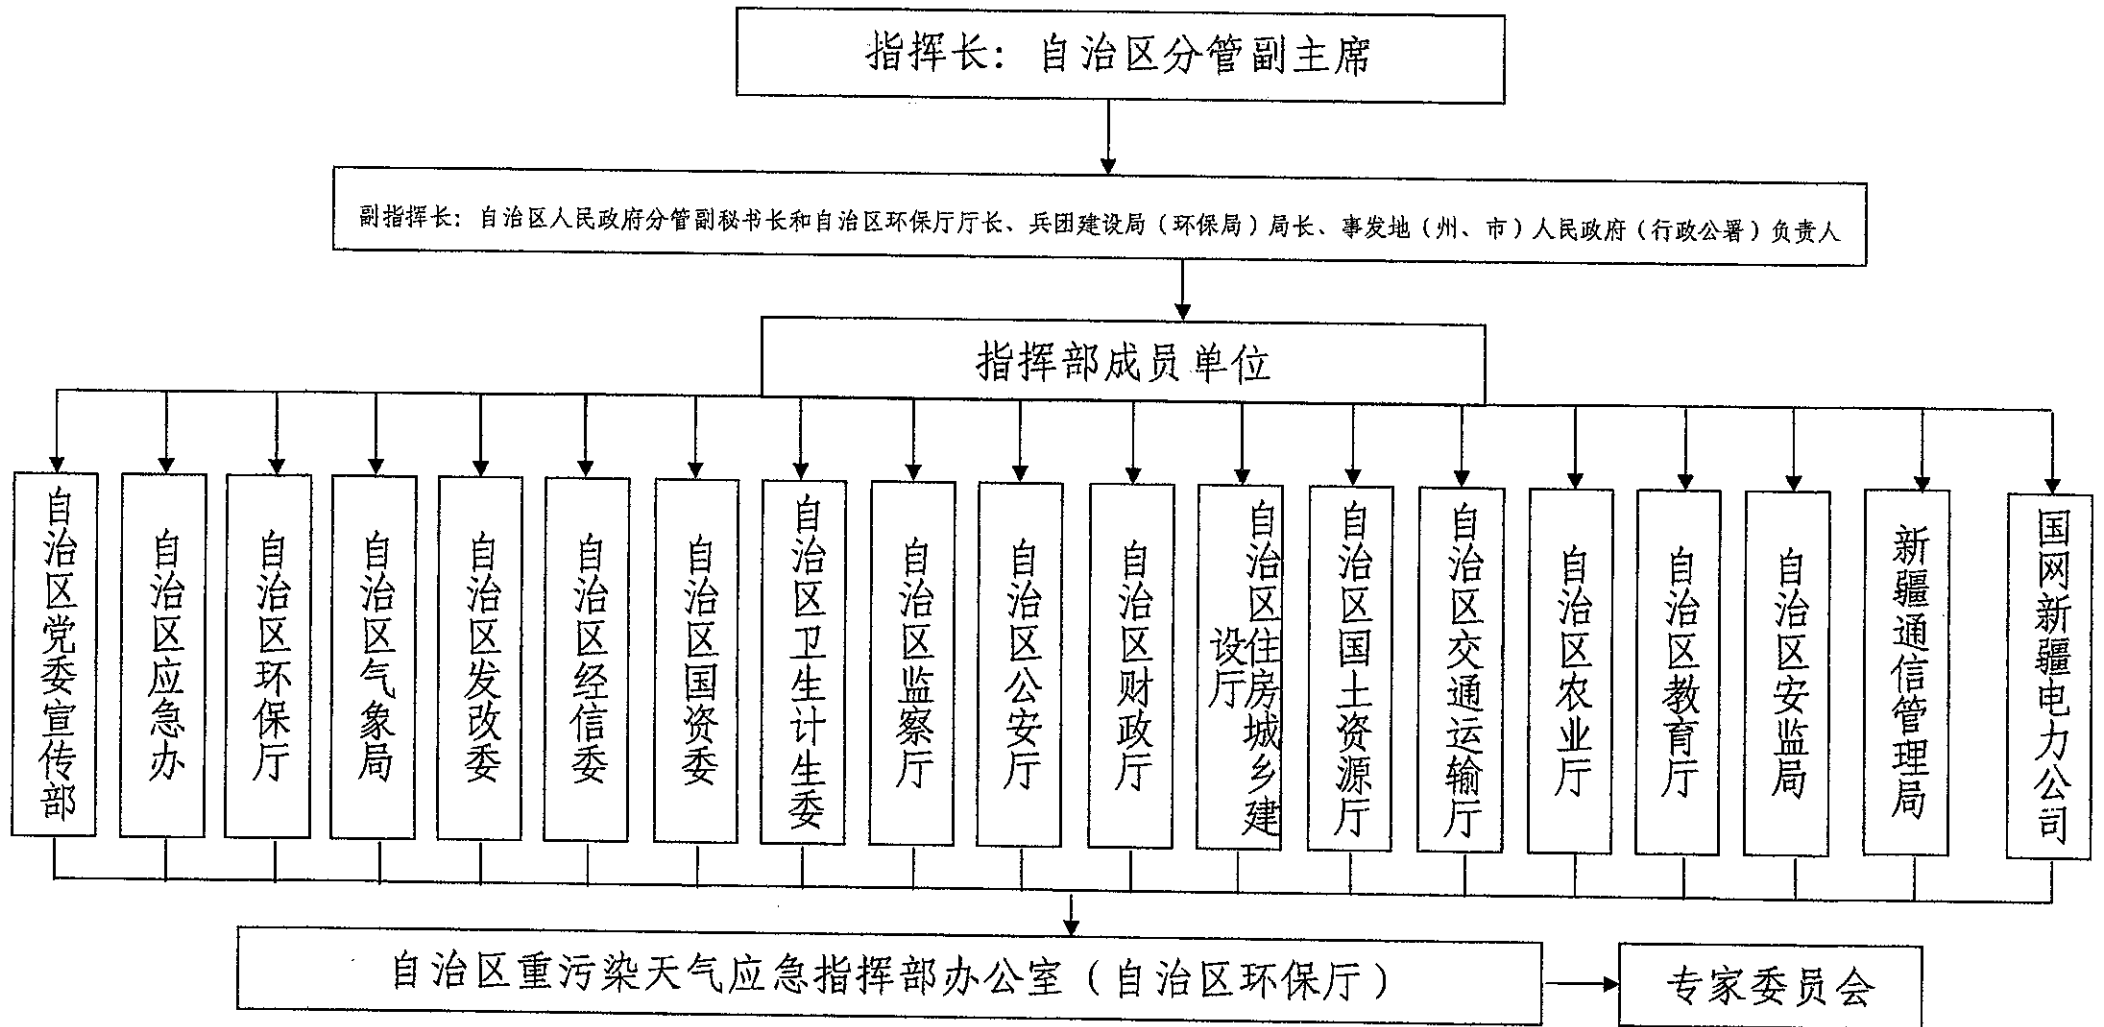 指挥长：自治区分管副主席
副指挥长：自治区人民政府分管副秘书长和自治区环保厅厅长、兵团建设局（环保局）局长、事发地（州、市）人民政府（行政公署）负责人
指挥部成员单位
自治区党委宣传部
自治区应急办
自治区环保厅
自治区气象局
自治区发改委
自治区经信委
自治区国资委
自治区卫生计生委
自治区监察厅
自治区公安厅
自治区财政厅
自治区住房城乡建
设厅
自治区国土资源厅
自治区交通运输厅
自治区农业厅
自治区教育厅
自治区安监局
新疆通信管理局
国网新疆电力公司
自治区重污染天气应急指挥部办公室（自治区环保厅）
专家委员会